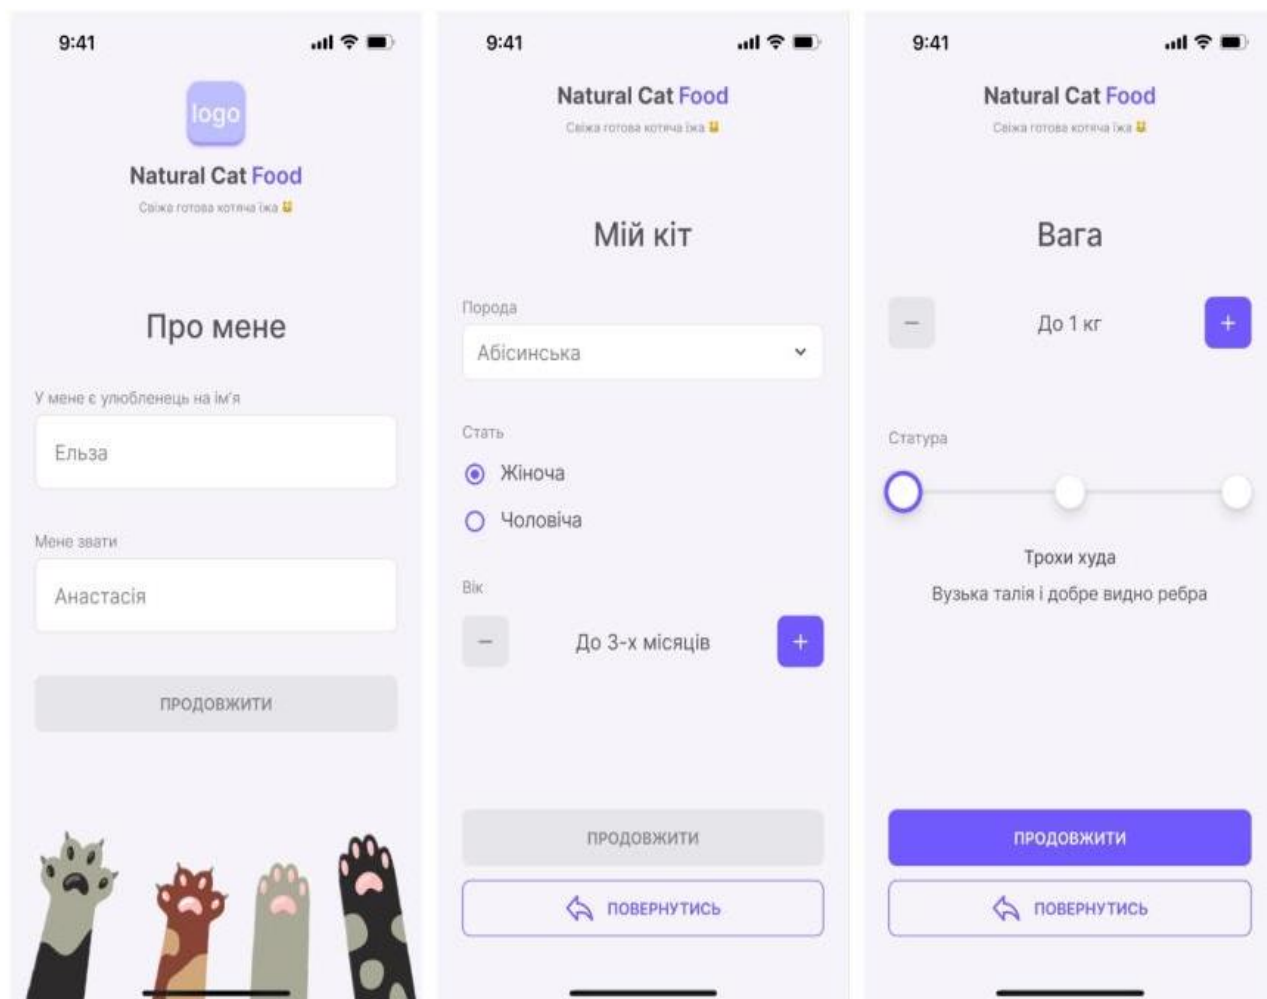 9:41
logo
Natural Cat Food
Свіжа готова котяча їжа 😺
Про мене
У мене є улюбленець на ім'я
Ельза
Мене звати
Анастасія
ПРОДОВЖИТИ
9:41
Natural Cat Food
Свіжа готова котяча їжа 😺
Мій кіт
Порода
Абісинська
Стать
Жіноча
Чоловіча
Вік
До 3-х місяців
ПРОДОВЖИТИ
ПОВЕРНУТИСЬ
9:41
Natural Cat Food
Свіжа готова котяча їжа 😺
Вага
До 1 кг
Статура
Трохи худа
Вузька талія і добре видно ребра
ПРОДОВЖИТИ
ПОВЕРНУТИСЬ